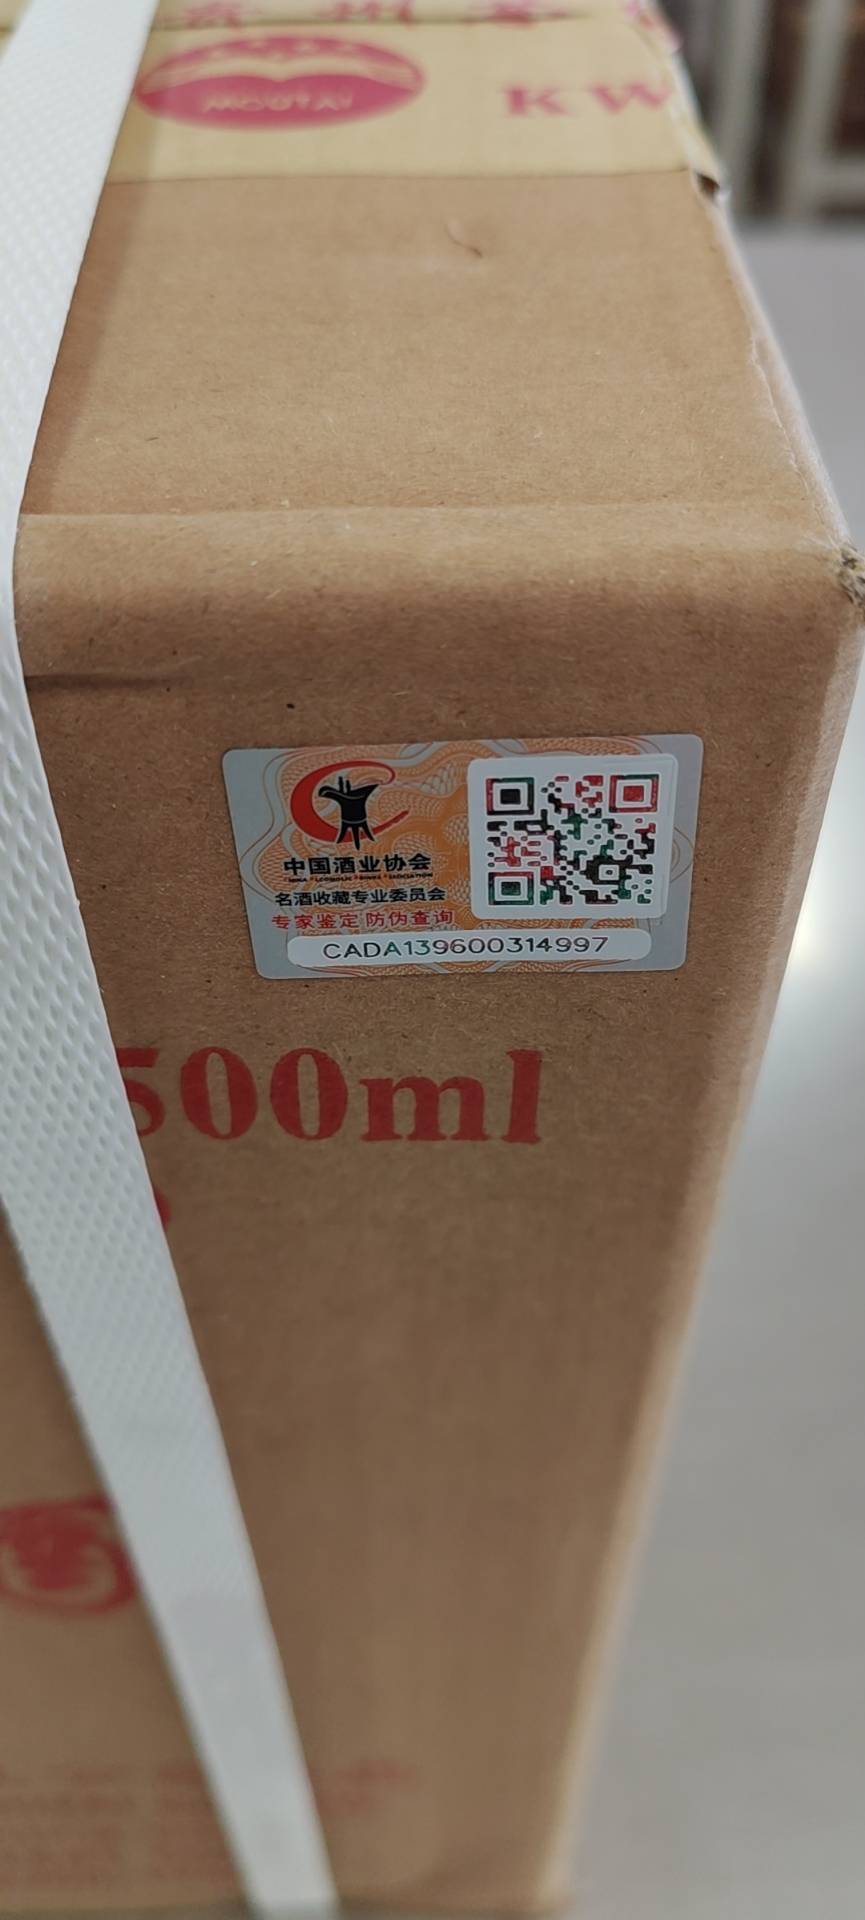 MOUTAI
KW
中国酒业协会
名酒收藏专业委员会
专家鉴定 防伪查询
CADA139600314997
500ml